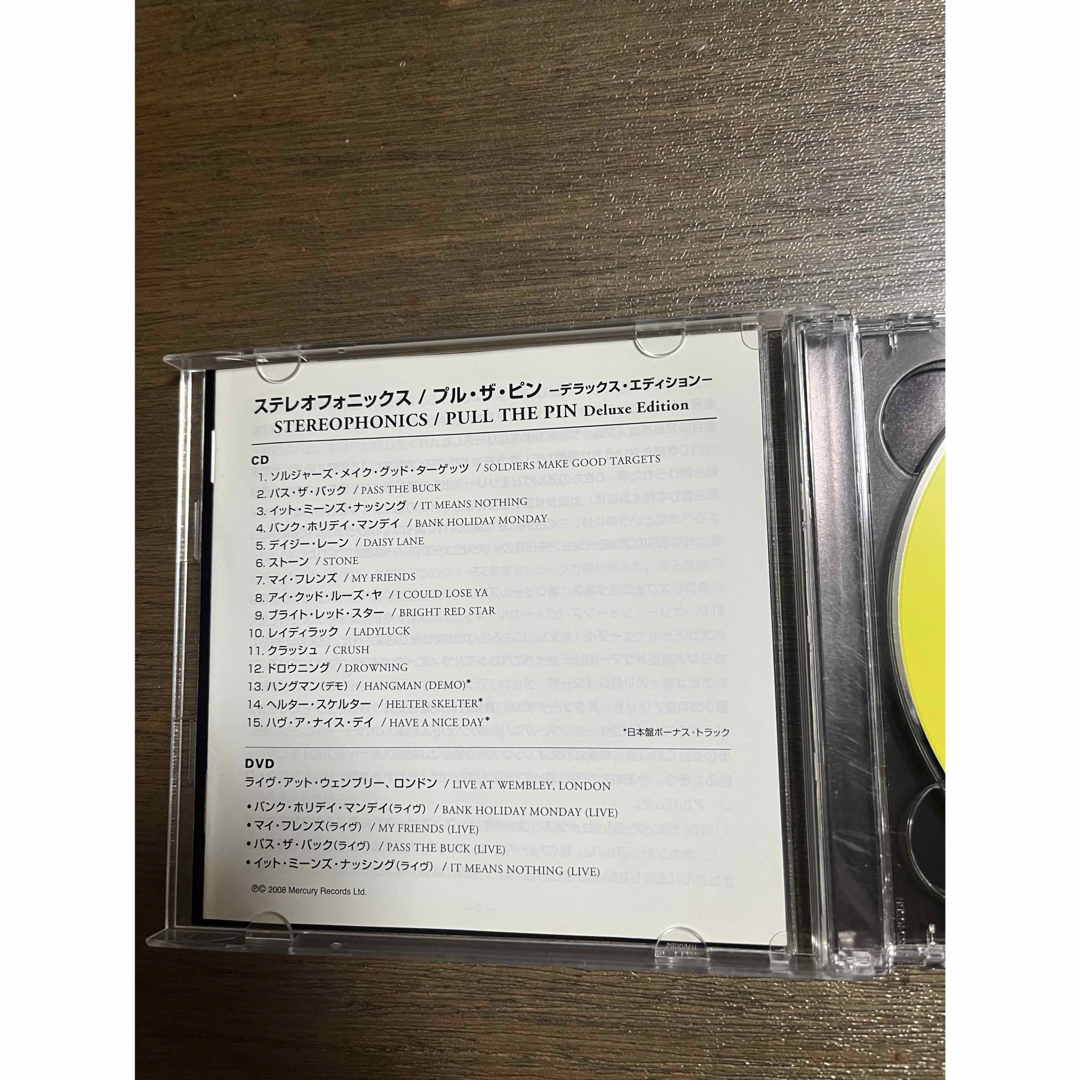 ステレオフォニックス / プル・ザ・ピン −デラックス・エディション−
STEREOPHONICS / PULL THE PIN Deluxe Edition
CD
1. ソルジャーズ・メイク・グッド・ターゲッツ / SOLDIERS MAKE GOOD TARGETS
2. パス・ザ・バック / PASS THE BUCK
3. イット・ミーンズ・ナッシング / IT MEANS NOTHING
4. バンク・ホリデイ・マンデイ / BANK HOLIDAY MONDAY
5. デイジー・レーン / DAISY LANE
6. ストーン / STONE
7. マイ・フレンズ / MY FRIENDS
8. アイ・クッド・ルーズ・ヤ / I COULD LOSE YA
9. ブライト・レッド・スター / BRIGHT RED STAR
10. レイディラック / LADYLUCK
11. クラッシュ / CRUSH
12. ドロウニング / DROWNING
13. ハングマン(デモ) / HANGMAN (DEMO)*
14. ヘルター・スケルター / HELTER SKELTER*
15. ハヴ・ア・ナイス・デイ / HAVE A NICE DAY*
*日本盤ボーナス・トラック
DVD
ライヴ・アット・ウェンブリー、ロンドン / LIVE AT WEMBLEY, LONDON
• バンク・ホリデイ・マンデイ(ライヴ) / BANK HOLIDAY MONDAY (LIVE)
• マイ・フレンズ(ライヴ) / MY FRIENDS (LIVE)
• パス・ザ・バック(ライヴ) / PASS THE BUCK (LIVE)
• イット・ミーンズ・ナッシング(ライヴ) / IT MEANS NOTHING (LIVE)
℗© 2008 Mercury Records Ltd.